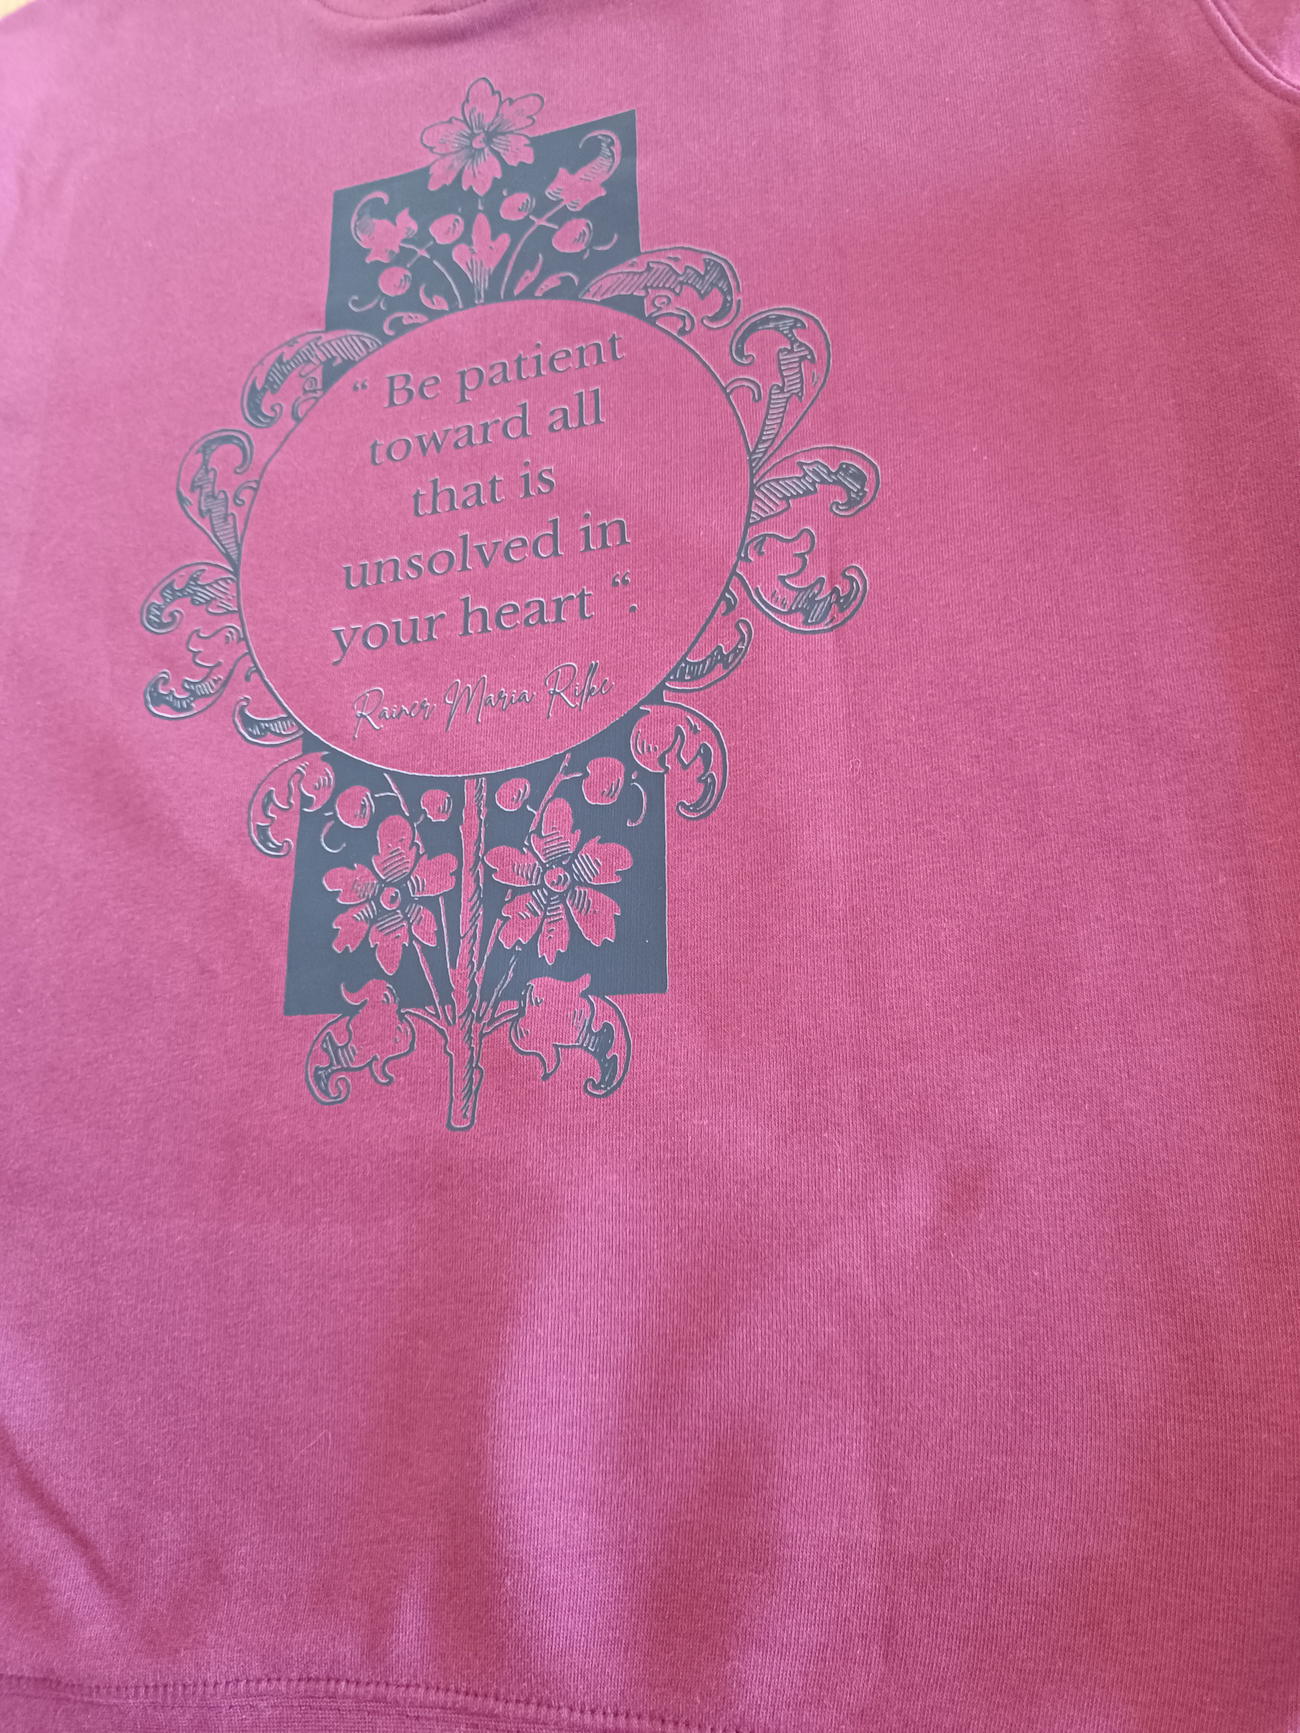 “ Be patient
toward all
that is
unsolved in
your heart “.
Rainer Maria Rilke